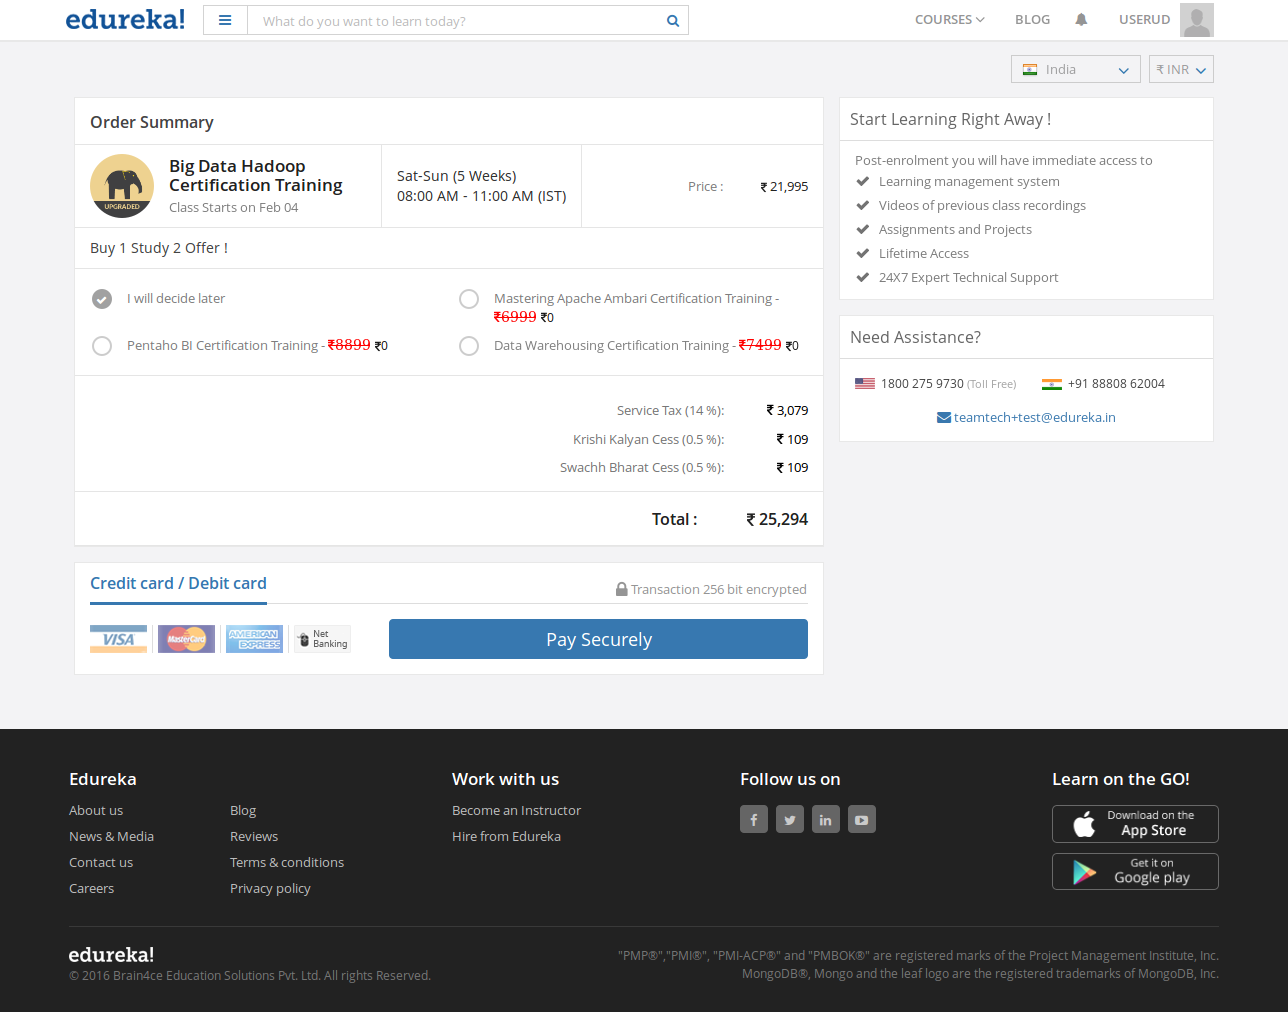 edureka!
What do you want to learn today?
COURSES
BLOG
USERUD
India
₹ INR
Order Summary
UPGRADED
Big Data Hadoop
Certification Training
Class Starts on Feb 04
Sat-Sun (5 Weeks)
08:00 AM - 11:00 AM (IST)
Price :
₹ 21,995
Buy 1 Study 2 Offer !
I will decide later
Mastering Apache Ambari Certification Training -
₹6999 ₹0
Pentaho BI Certification Training - ₹8899 ₹0
Data Warehousing Certification Training - ₹7499 ₹0
Service Tax (14 %): ₹ 3,079
Krishi Kalyan Cess (0.5 %): ₹ 109
Swachh Bharat Cess (0.5 %): ₹ 109
Total : ₹ 25,294
Credit card / Debit card
Transaction 256 bit encrypted
VISA
MasterCard
AMERICAN
EXPRESS
Net
Banking
Pay Securely
Start Learning Right Away !
Post-enrolment you will have immediate access to
Learning management system
Videos of previous class recordings
Assignments and Projects
Lifetime Access
24X7 Expert Technical Support
Need Assistance?
1800 275 9730 (Toll Free)
+91 88808 62004
teamtech+test@edureka.in
Edureka
About us
News & Media
Contact us
Careers
Blog
Reviews
Terms & conditions
Privacy policy
Work with us
Become an Instructor
Hire from Edureka
Follow us on
Learn on the GO!
Download on the
App Store
Get it on
Google play
edureka!
© 2016 Brain4ce Education Solutions Pvt. Ltd. All rights Reserved.
"PMP®","PMI®", "PMI-ACP®" and "PMBOK®" are registered marks of the Project Management Institute, Inc.
MongoDB®, Mongo and the leaf logo are the registered trademarks of MongoDB, Inc.